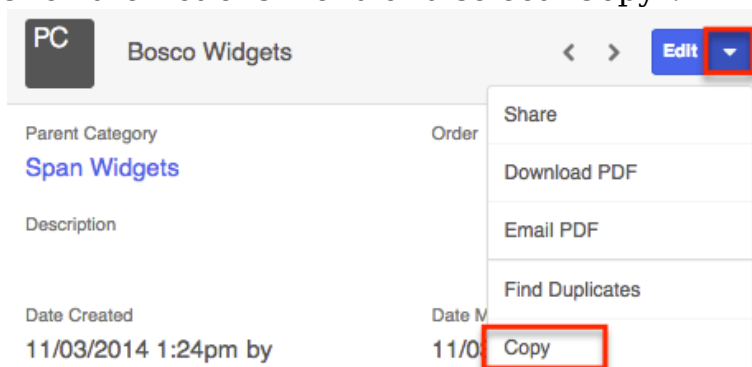 PC
Bosco Widgets
Edit
Share
Parent Category
Order
Span Widgets
Download PDF
Description
Email PDF
Find Duplicates
Date Created
Date M
11/03/2014 1:24pm by
11/0
Copy